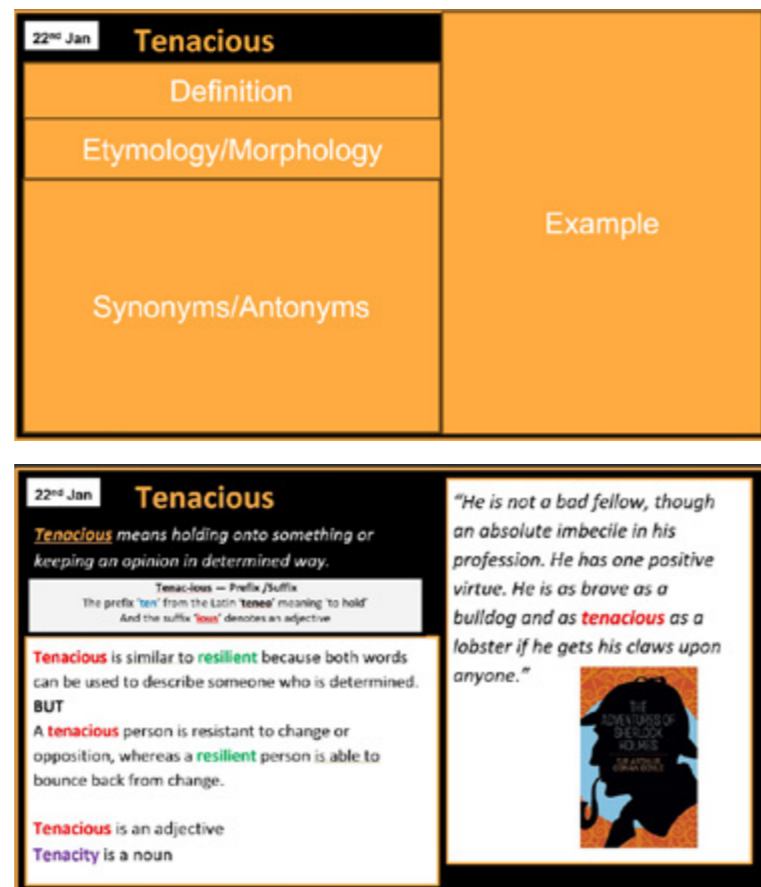 22nd Jan
Tenacious
Definition
Etymology/Morphology
Synonyms/Antonyms
Example
22nd Jan
Tenacious
Tenacious means holding onto something or
keeping an opinion in determined way.
Tenac-ious — Prefix /Suffix
The prefix 'ten' from the Latin 'teneo' meaning 'to hold'
And the suffix 'ious' denotes an adjective
Tenacious is similar to resilient because both words
can be used to describe someone who is determined.
BUT
A tenacious person is resistant to change or
opposition, whereas a resilient person is able to
bounce back from change.
Tenacious is an adjective
Tenacity is a noun
"He is not a bad fellow, though
an absolute imbecile in his
profession. He has one positive
virtue. He is as brave as a
bulldog and as tenacious as a
lobster if he gets his claws upon
anyone."
THE
ADVENTURES OF
SHERLOCK
HOLMES
SIR ARTHUR
CONAN DOYLE